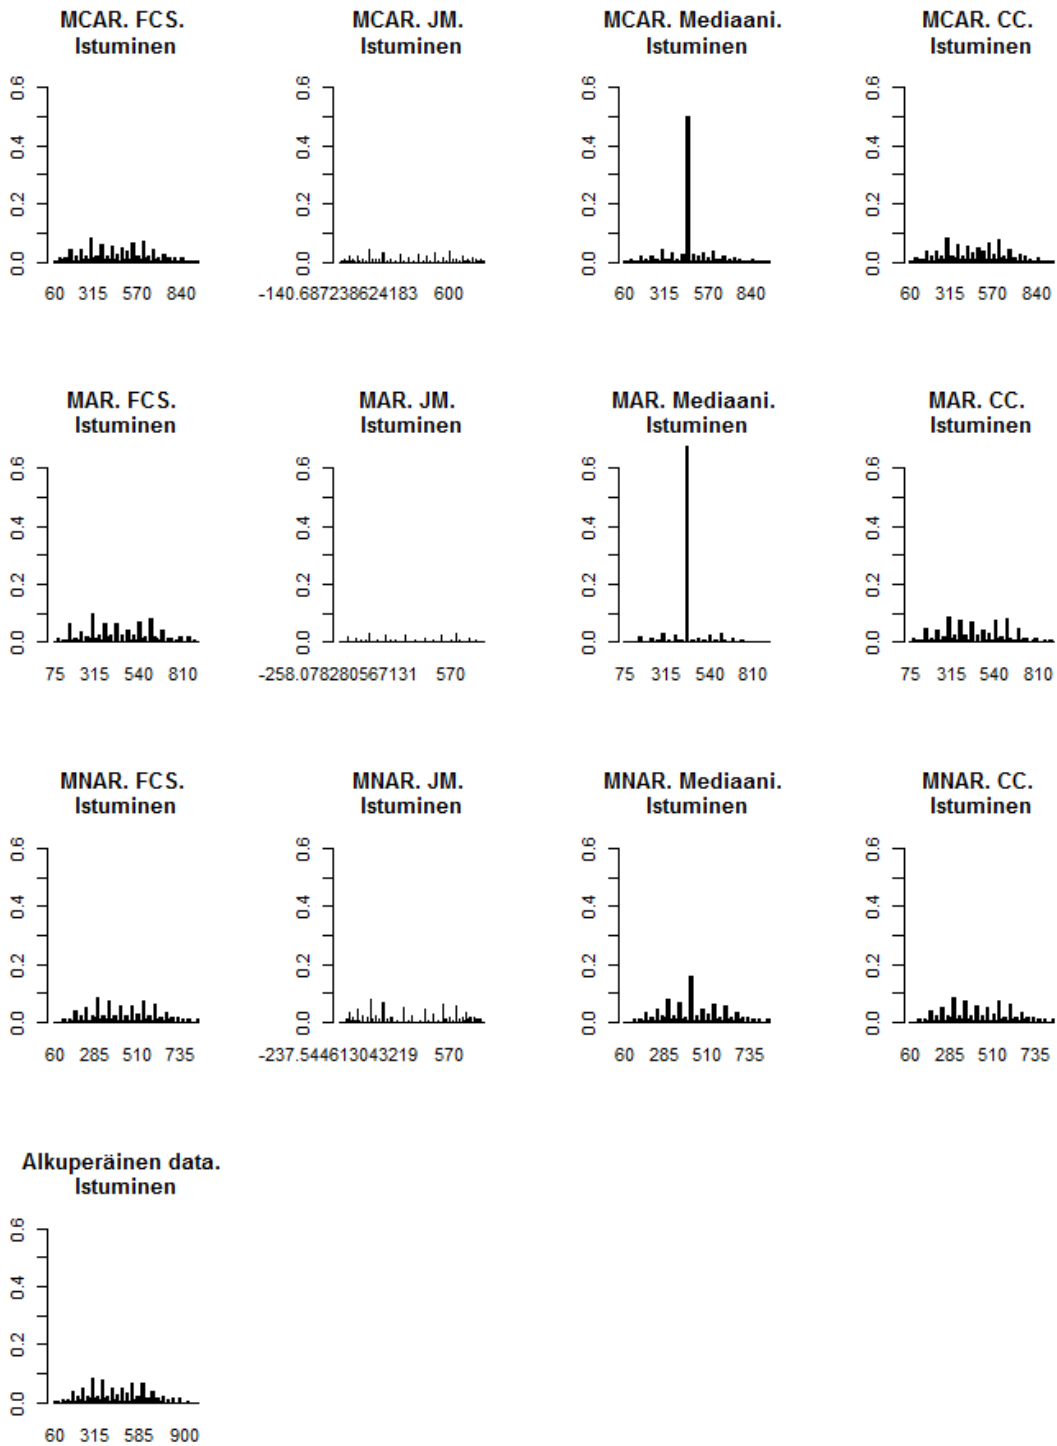 MCAR. FCS. MCAR. JM. MCAR. Mediaani. MCAR. CC.
Istuminen Istuminen Istuminen Istuminen
0.6 0.6 0.6 0.6
0.4 0.4 0.4 0.4
0.2 0.2 0.2 0.2
0.0 0.0 0.0 0.0
60 315 570 840 -140.687238624183 600 60 315 570 840 60 315 570 840
MAR. FCS. MAR. JM. MAR. Mediaani. MAR. CC.
Istuminen Istuminen Istuminen Istuminen
0.6 0.6 0.6 0.6
0.4 0.4 0.4 0.4
0.2 0.2 0.2 0.2
0.0 0.0 0.0 0.0
75 315 540 810 -258.078280567131 570 75 315 540 810 75 315 540 810
MNAR. FCS. MNAR. JM. MNAR. Mediaani. MNAR. CC.
Istuminen Istuminen Istuminen Istuminen
0.6 0.6 0.6 0.6
0.4 0.4 0.4 0.4
0.2 0.2 0.2 0.2
0.0 0.0 0.0 0.0
60 285 510 735 -237.544613043219 570 60 285 510 735 60 285 510 735
Alkuperäinen data.
Istuminen
0.6
0.4
0.2
0.0
60 315 585 900